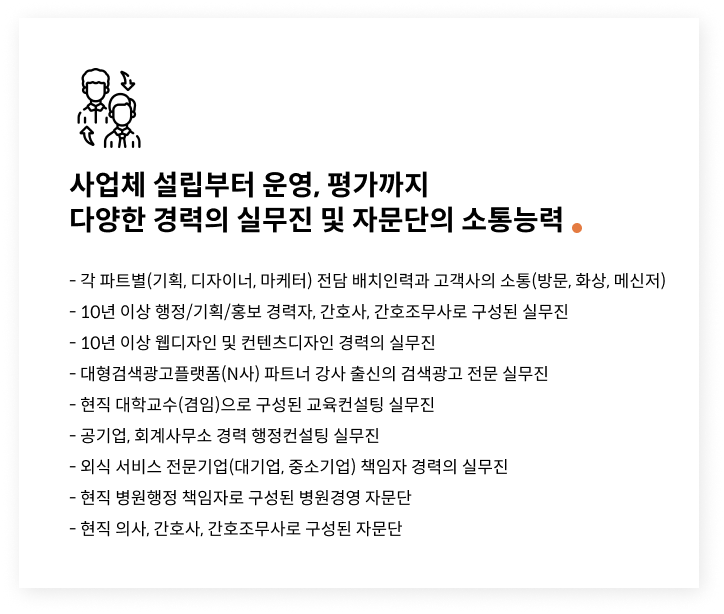 사업체 설립부터 운영, 평가까지
다양한 경력의 실무진 및 자문단의 소통능력
- 각 파트별(기획, 디자이너, 마케터) 전담 배치인력과 고객사의 소통(방문, 화상, 메신저)
- 10년 이상 행정/기획/홍보 경력자, 간호사, 간호조무사로 구성된 실무진
- 10년 이상 웹디자인 및 컨텐츠디자인 경력의 실무진
- 대형검색광고플랫폼(N사) 파트너 강사 출신의 검색광고 전문 실무진
- 현직 대학교수(겸임)으로 구성된 교육컨설팅 실무진
- 공기업, 회계사무소 경력 행정컨설팅 실무진
- 외식 서비스 전문기업(대기업, 중소기업) 책임자 경력의 실무진
- 현직 병원행정 책임자로 구성된 병원경영 자문단
- 현직 의사, 간호사, 간호조무사로 구성된 자문단